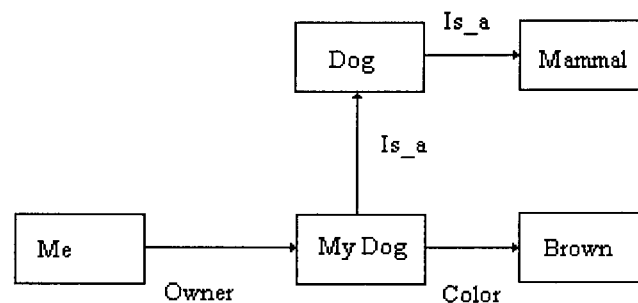 Is_a
Dog
Mammal
Is_a
Me
My Dog
Brown
Owner
Color